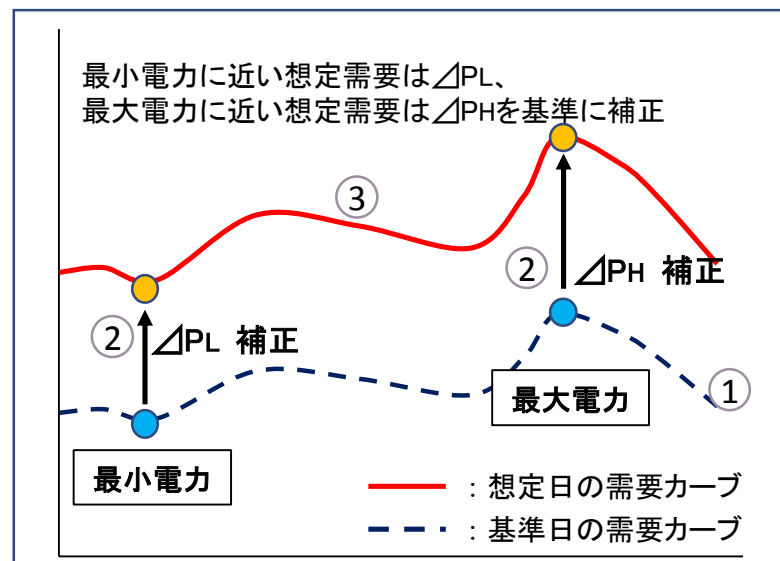 最小電力に近い想定需要は⊿PL、
最大電力に近い想定需要は⊿PHを基準に補正
③
②
⊿PH 補正
②
⊿PL 補正
①
最大電力
最小電力
：想定日の需要カーブ
：基準日の需要カーブ